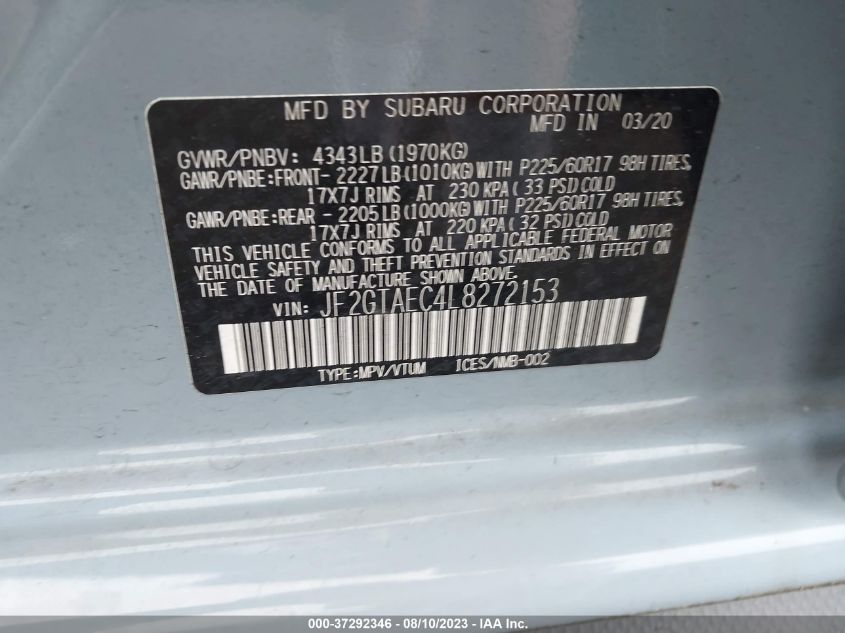 MFD BY SUBARU CORPORATION
MFD IN 03/20
GVWR/PNBV: 4343LB(1970KG)
GAWR/PNBE:FRONT- 2227LB(1010KG)WITH P225/60R17 98H TIRES,
17X7J RIMS AT 230 KPA( 33 PSI)COLD
GAWR/PNBE:REAR - 2205LB(1000KG)WITH P225/60R17 98H TIRES,
17X7J RIMS AT 220 KPA( 32 PSI)COLD
THIS VEHICLE CONFORMS TO ALL APPLICABLE FEDERAL MOTOR
VEHICLE SAFETY AND THEFT PREVENTION STANDARDS IN EFFECT ON
THE DATE OF MANUFACTURE SHOWN ABOVE.
VIN: JF2GTAEC4L8272153
TYPE:MPV/VTUM ICES/NMB-002
000-37292346 - 08/10/2023 - IAAI.com